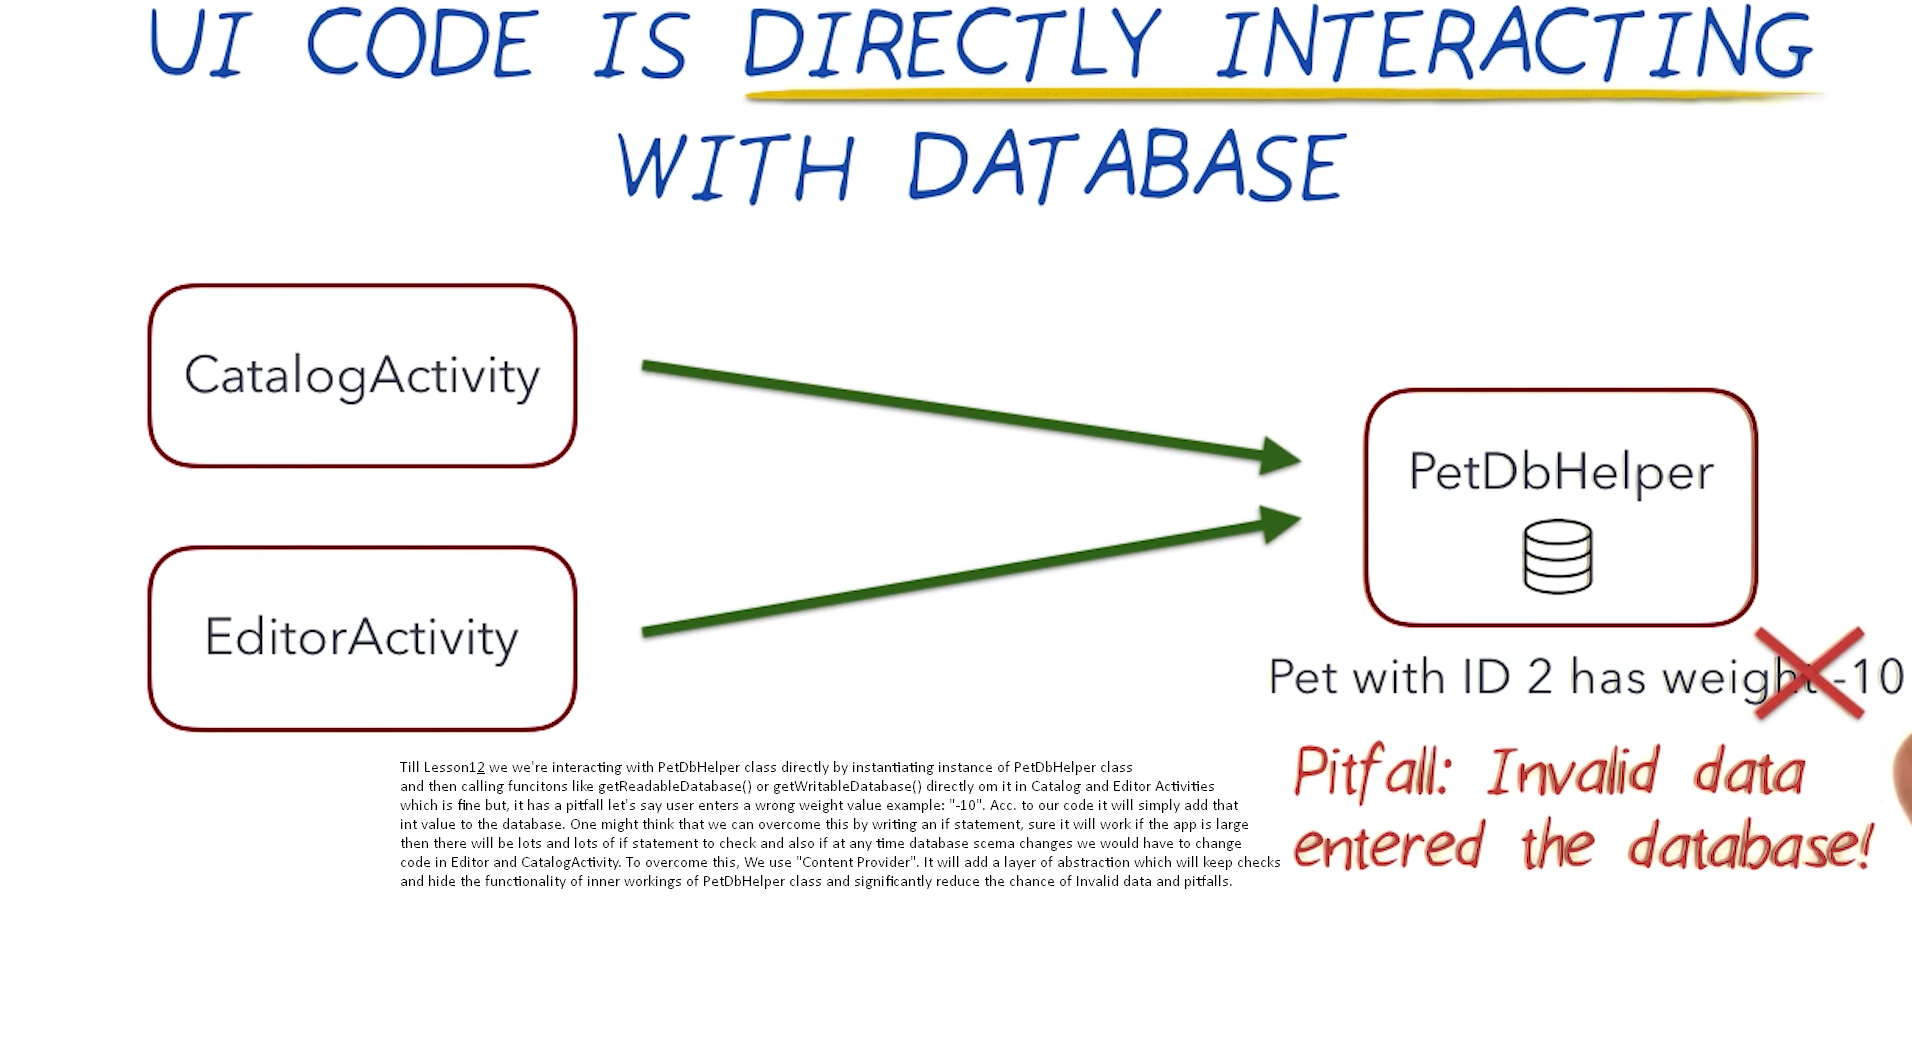 UI CODE IS DIRECTLY INTERACTING
WITH DATABASE
CatalogActivity
PetDbHelper
EditorActivity
Pet with ID 2 has weight -10
Pitfall: Invalid data
entered the database!
Till Lesson12 we we're interacting with PetDbHelper class directly by instantiating instance of PetDbHelper class
and then calling funcitons like getReadableDatabase() or getWritableDatabase() directly om it in Catalog and Editor Activities
which is fine but, it has a pitfall let's say user enters a wrong weight value example: "-10". Acc. to our code it will simply add that
int value to the database. One might think that we can overcome this by writing an if statement, sure it will work if the app is large
then there will be lots and lots of if statement to check and also if at any time database scema changes we would have to change
code in Editor and CatalogActivity. To overcome this, We use "Content Provider". It will add a layer of abstraction which will keep checks
and hide the functionality of inner workings of PetDbHelper class and significantly reduce the chance of Invalid data and pitfalls.